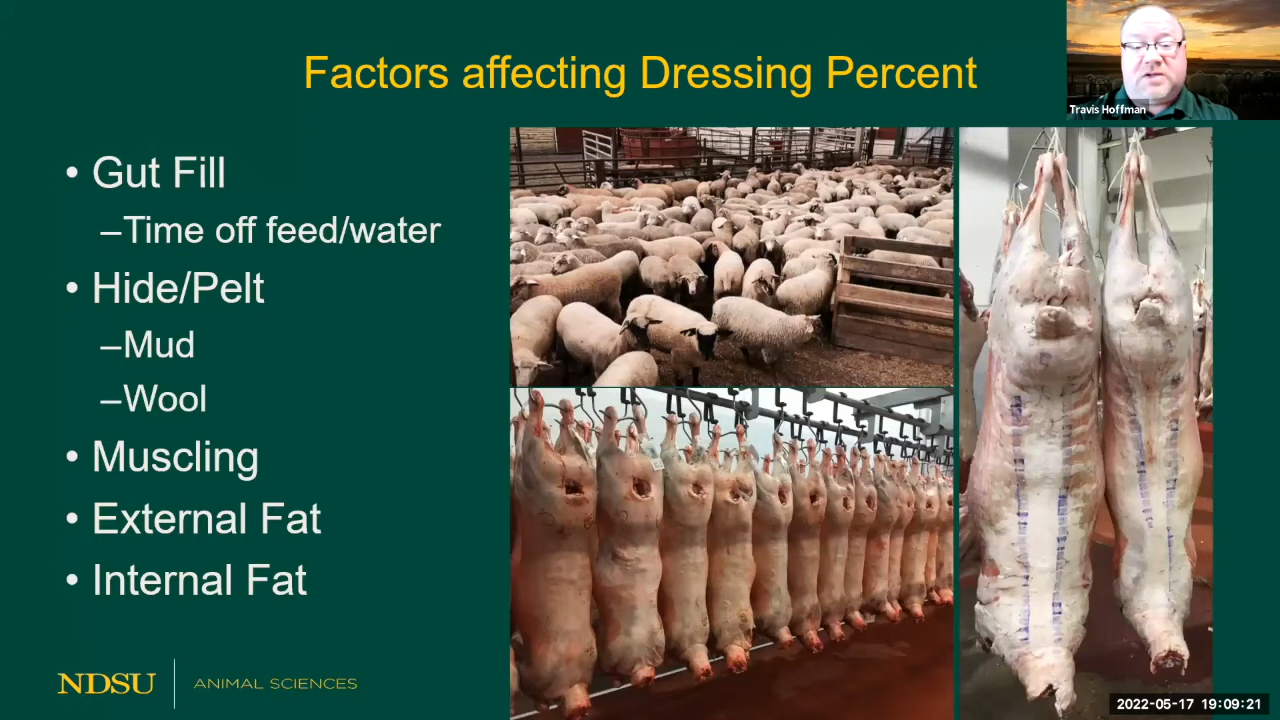 Factors affecting Dressing Percent
Travis Hoffman
• Gut Fill
–Time off feed/water
• Hide/Pelt
–Mud
–Wool
• Muscling
• External Fat
• Internal Fat
NDSU
ANIMAL SCIENCES
2022-05-17 19:09:21